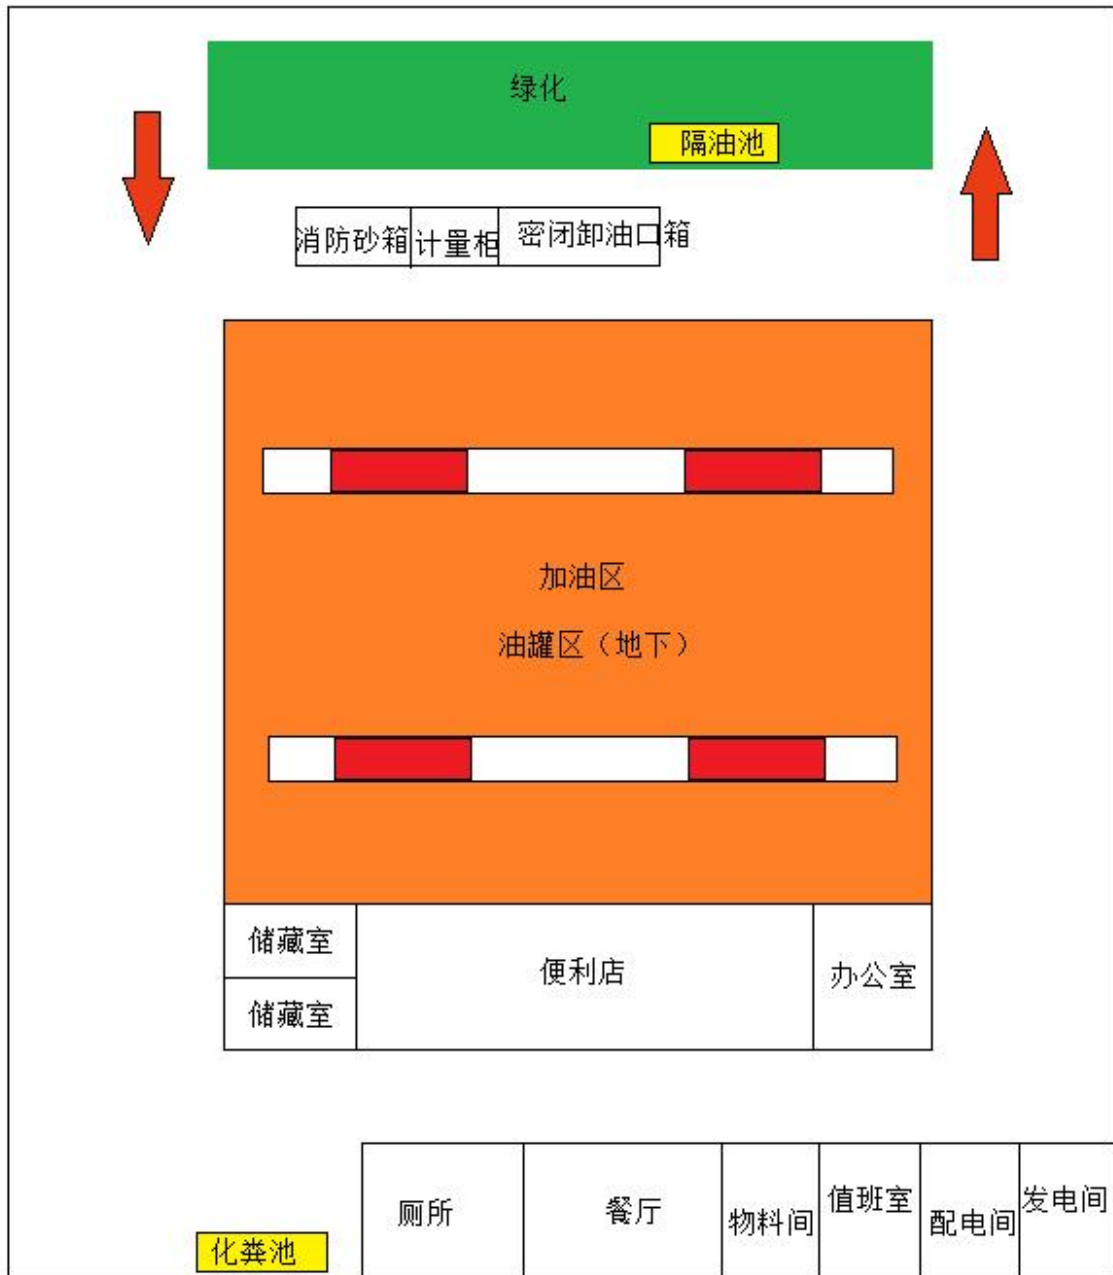 绿化
隔油池
消防砂箱
计量柜
密闭卸油口箱
加油区
油罐区（地下）
储藏室
便利店
办公室
储藏室
厕所
餐厅
物料间
值班室
配电间
发电间
化粪池